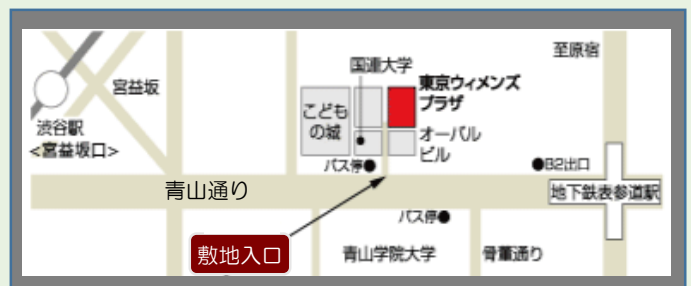 至原宿
国連大学
宮益坂
東京ウィメンズ
プラザ
こども
の城
渋谷駅
<宮益坂口>
オーバル
ビル
バス停●
●B2出口
青山通り
地下鉄表参道駅
バス停●
敷地入口
青山学院大学
骨董通り